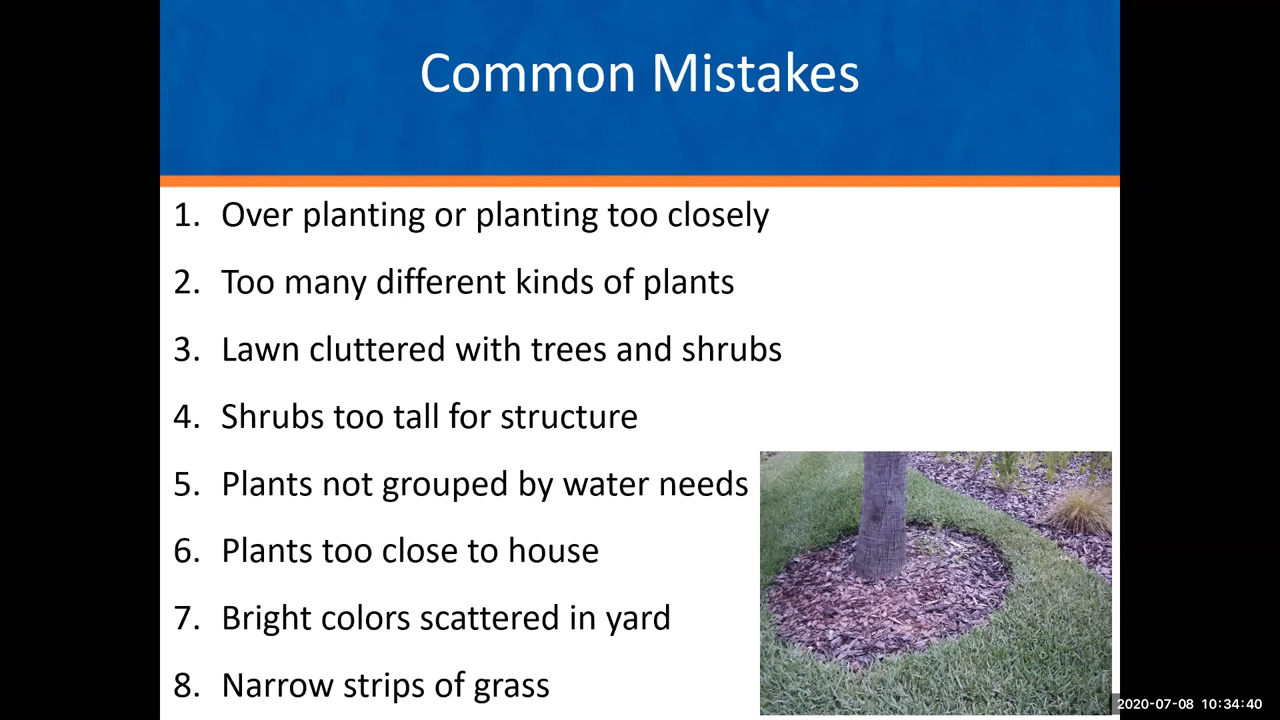 Common Mistakes
1. Over planting or planting too closely
2. Too many different kinds of plants
3. Lawn cluttered with trees and shrubs
4. Shrubs too tall for structure
5. Plants not grouped by water needs
6. Plants too close to house
7. Bright colors scattered in yard
8. Narrow strips of grass
2020-07-08 10:34:40